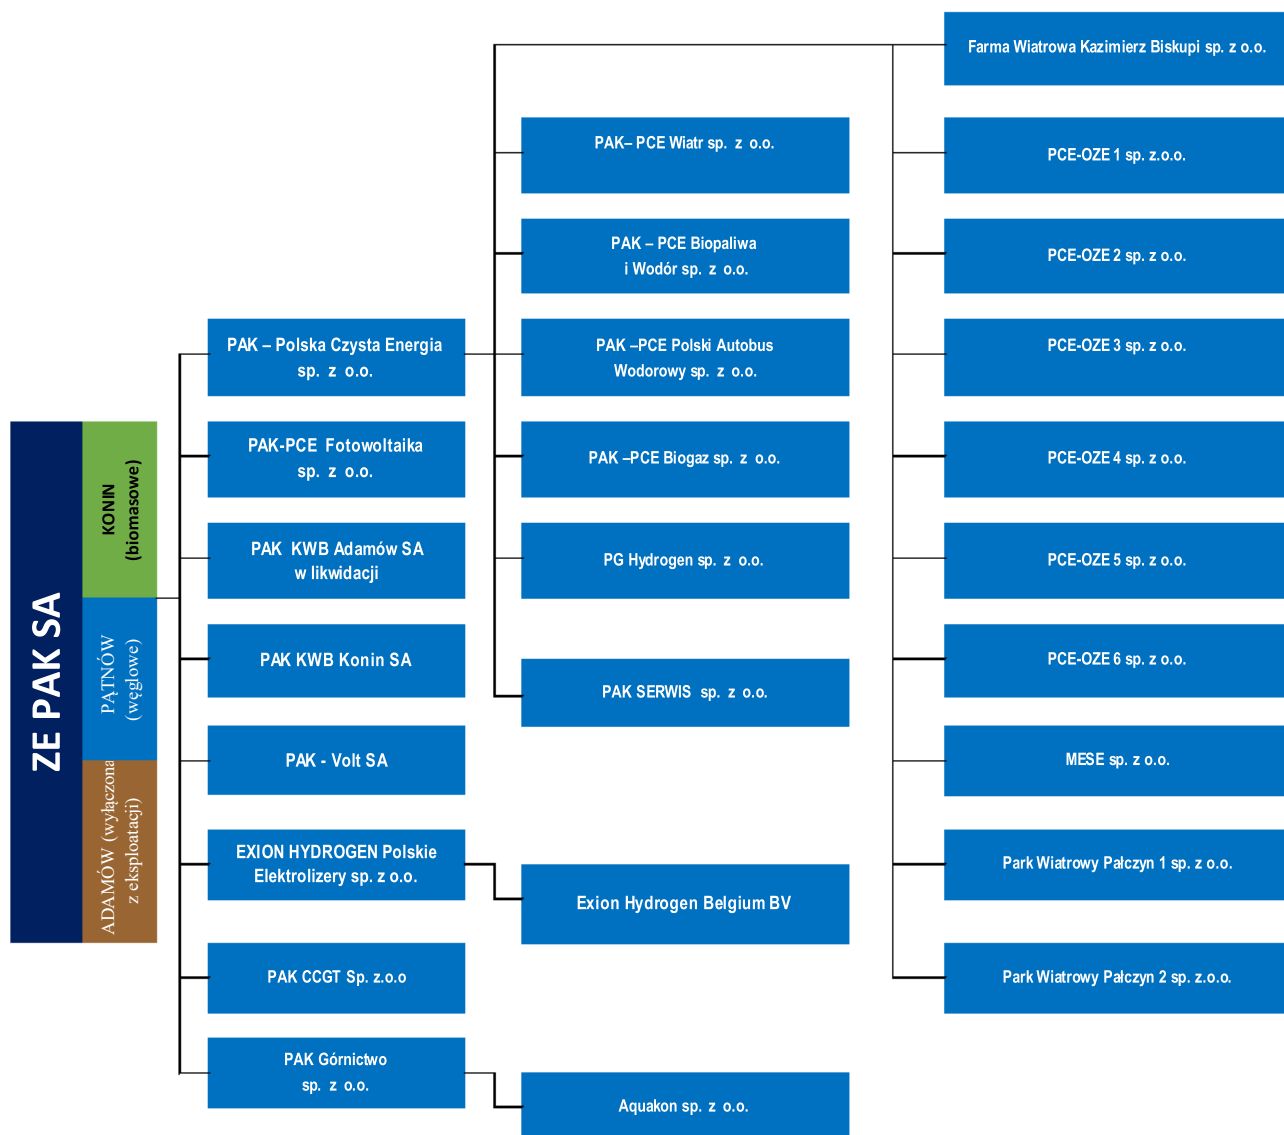 ZE PAK SA
KONIN
(biomasowe)
PĄTNÓW
(węglowe)
ADAMÓW (wyłączona
z eksploatacji)
PAK – Polska Czysta Energia
sp. z o.o.
PAK-PCE Fotowoltaika
sp. z o.o.
PAK KWB Adamów SA
w likwidacji
PAK KWB Konin SA
PAK - Volt SA
EXION HYDROGEN Polskie
Elektrolizery sp. z o.o.
PAK CCGT Sp. z.o.o
PAK Górnictwo
sp. z o.o.
PAK– PCE Wiatr sp. z o.o.
PAK – PCE Biopaliwa
i Wodór sp. z o.o.
PAK –PCE Polski Autobus
Wodorowy sp. z o.o.
PAK –PCE Biogaz sp. z o.o.
PG Hydrogen sp. z o.o.
PAK SERWIS sp. z o.o.
Exion Hydrogen Belgium BV
Aquakon sp. z o.o.
Farma Wiatrowa Kazimierz Biskupi sp. z o.o.
PCE-OZE 1 sp. z.o.o.
PCE-OZE 2 sp. z o.o.
PCE-OZE 3 sp. z o.o.
PCE-OZE 4 sp. z o.o.
PCE-OZE 5 sp. z o.o.
PCE-OZE 6 sp. z o.o.
MESE sp. z o.o.
Park Wiatrowy Pałczyn 1 sp. z o.o.
Park Wiatrowy Pałczyn 2 sp. z.o.o.